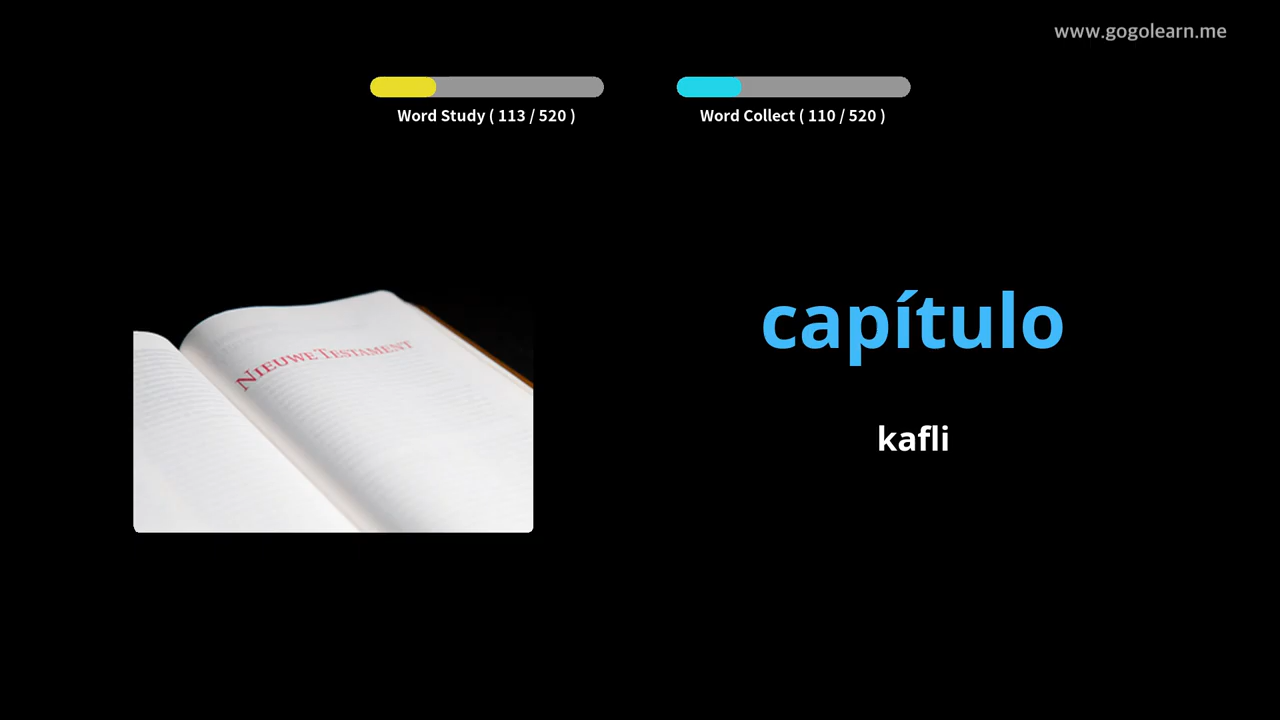 www.gogolearn.me
Word Study ( 113 / 520 )
Word Collect ( 110 / 520 )
NIEUWE TESTAMENT
capítulo
kafli